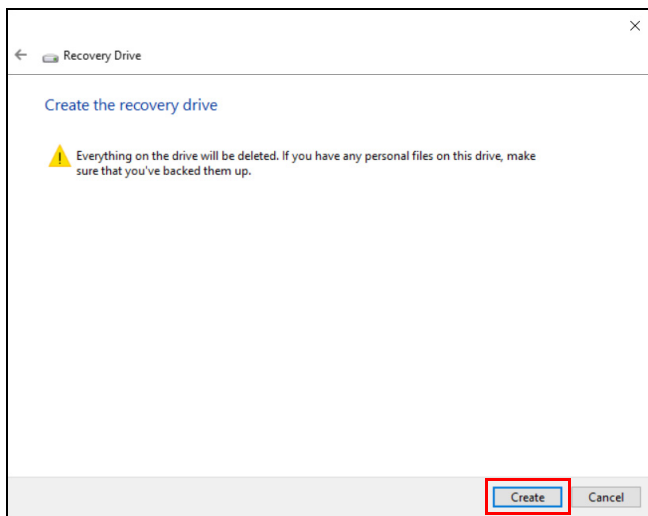 Recovery Drive
Create the recovery drive
Everything on the drive will be deleted. If you have any personal files on this drive, make
sure that you've backed them up.
Create Cancel